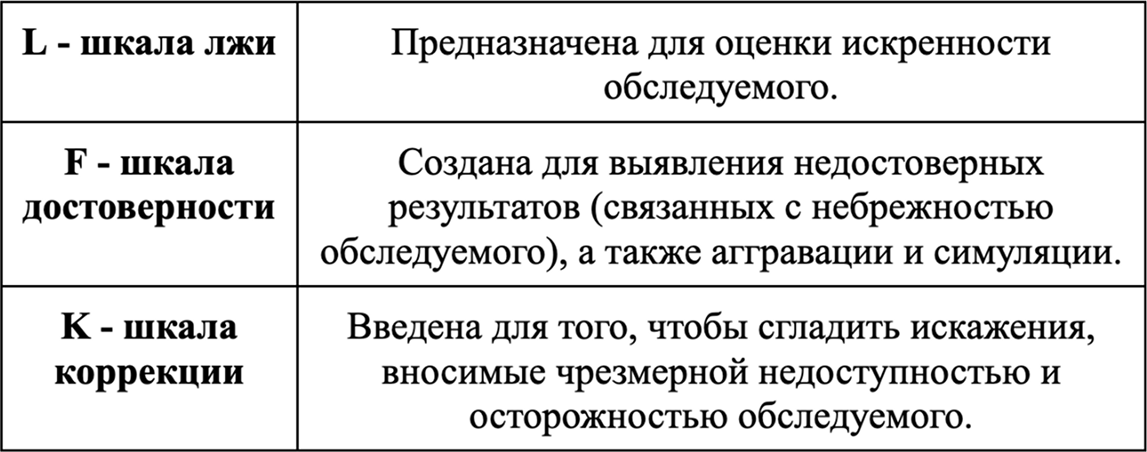 L - шкала лжи
Предназначена для оценки искренности
обследуемого.
F - шкала
достоверности
Создана для выявления недостоверных
результатов (связанных с небрежностью
обследуемого), а также аггравации и симуляции.
K - шкала
коррекции
Введена для того, чтобы сгладить искажения,
вносимые чрезмерной недоступностью и
осторожностью обследуемого.